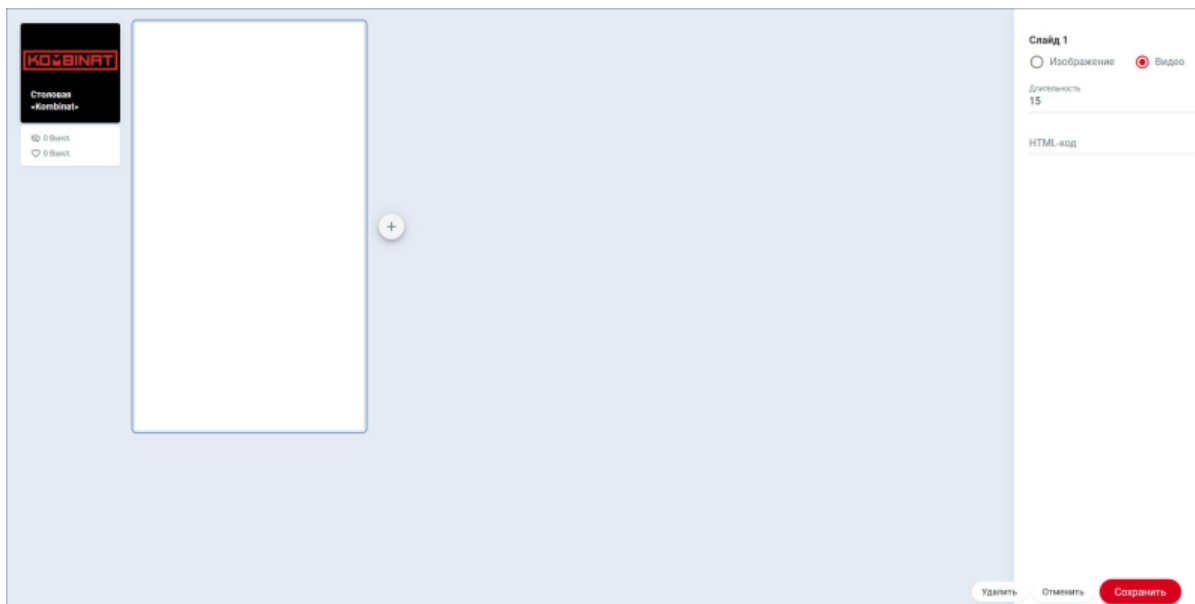 KOMBINAT
Столовая
«Kombinat»
0 Выкл.
0 Выкл.
Слайд 1
Изображение
Видео
Длительность
15
HTML-код
Удалить
Отменить
Сохранить